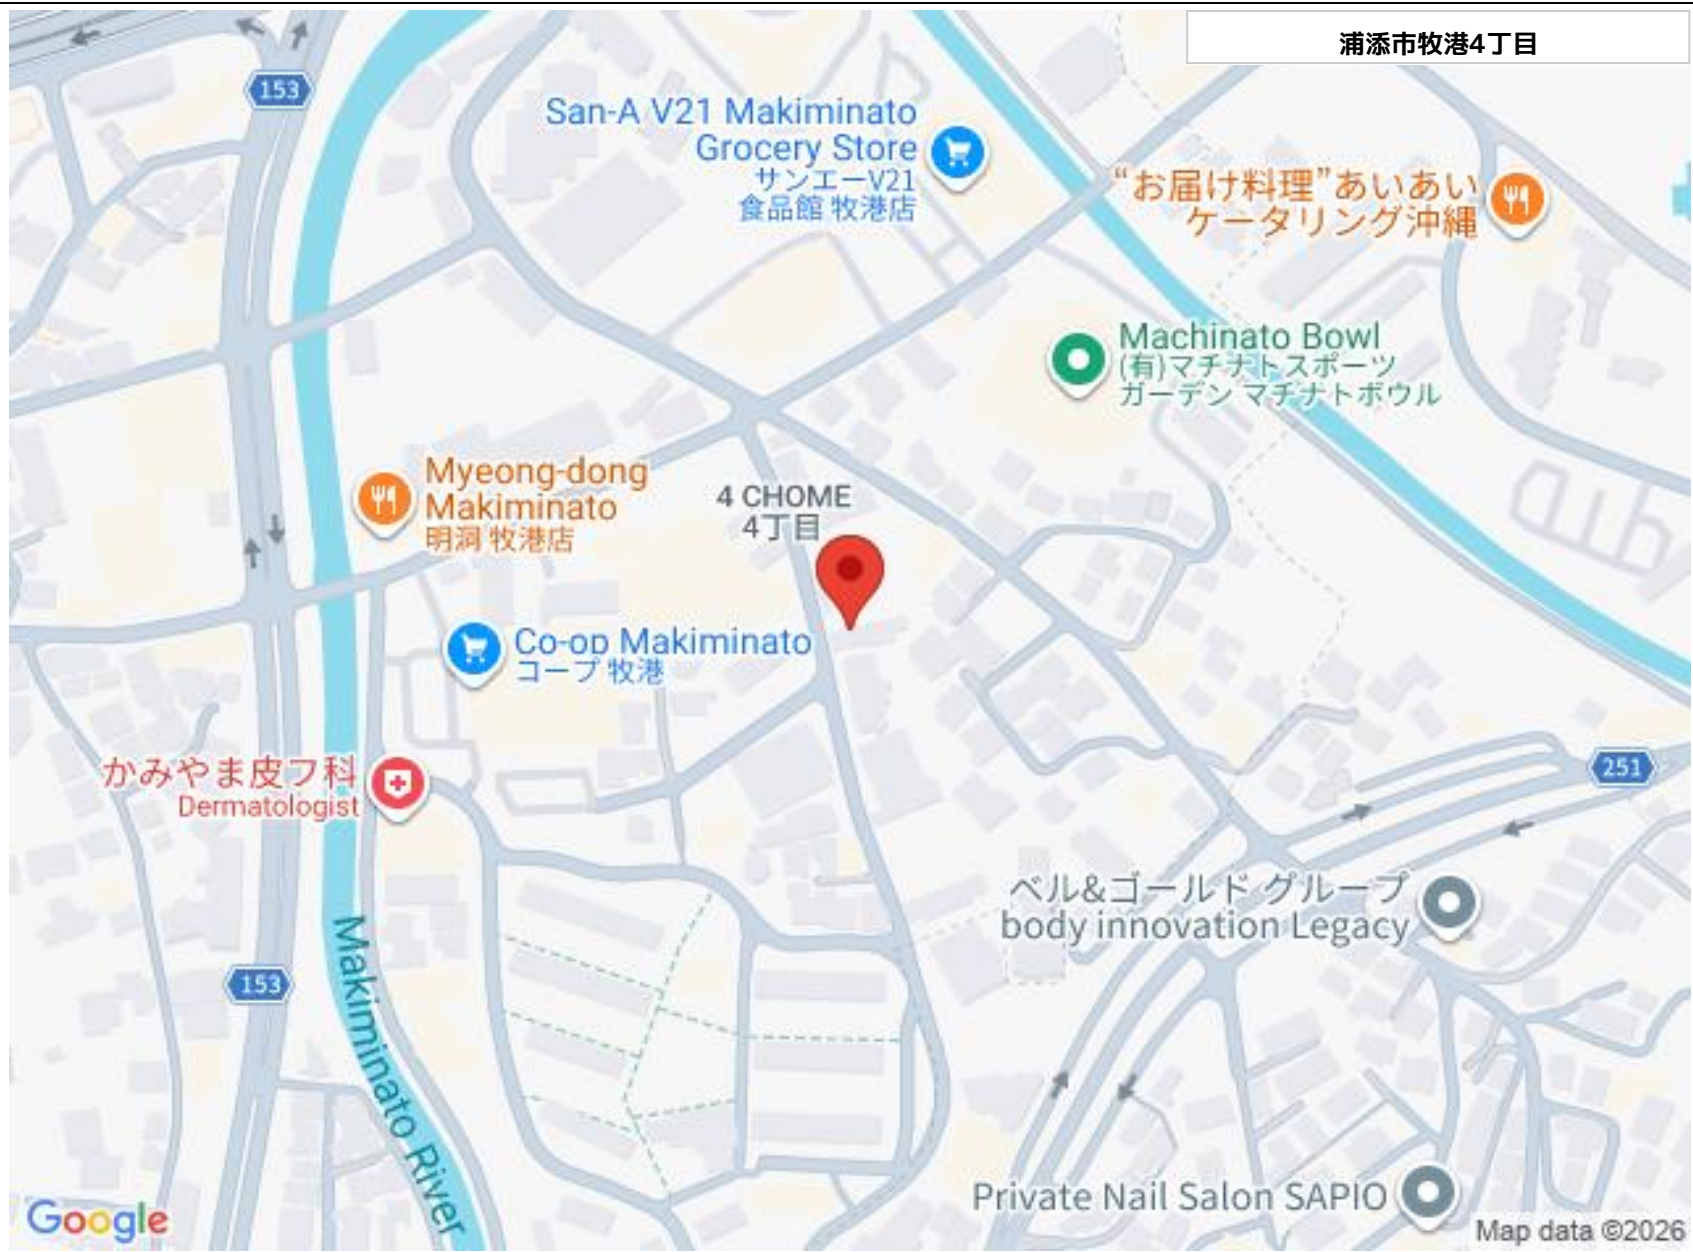 浦添市牧港4丁目
153
San-A V21 Makiminato
Grocery Store
サンエーV21
食品館 牧港店
“お届け料理”あいあい
ケータリング沖縄
Machinato Bowl
(有)マチナトスポーツ
ガーデン マチナトボウル
Myeong-dong
Makiminato
明洞 牧港店
4 CHOME
4丁目
Co-op Makiminato
コープ 牧港
かみやま皮フ科
Dermatologist
251
ベル&ゴールド グループ
body innovation Legacy
153
Makiminato River
Private Nail Salon SAPIO
Google
Map data ©2026